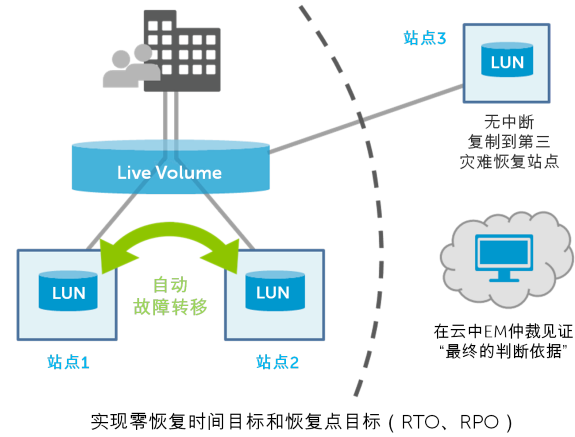 站点3
LUN
无中断
复制到第三
灾难恢复站点
Live Volume
自动
故障转移
LUN
LUN
站点1
站点2
在云中EM仲裁见证
“最终的判断依据”
实现零恢复时间目标和恢复点目标（RTO、RPO）